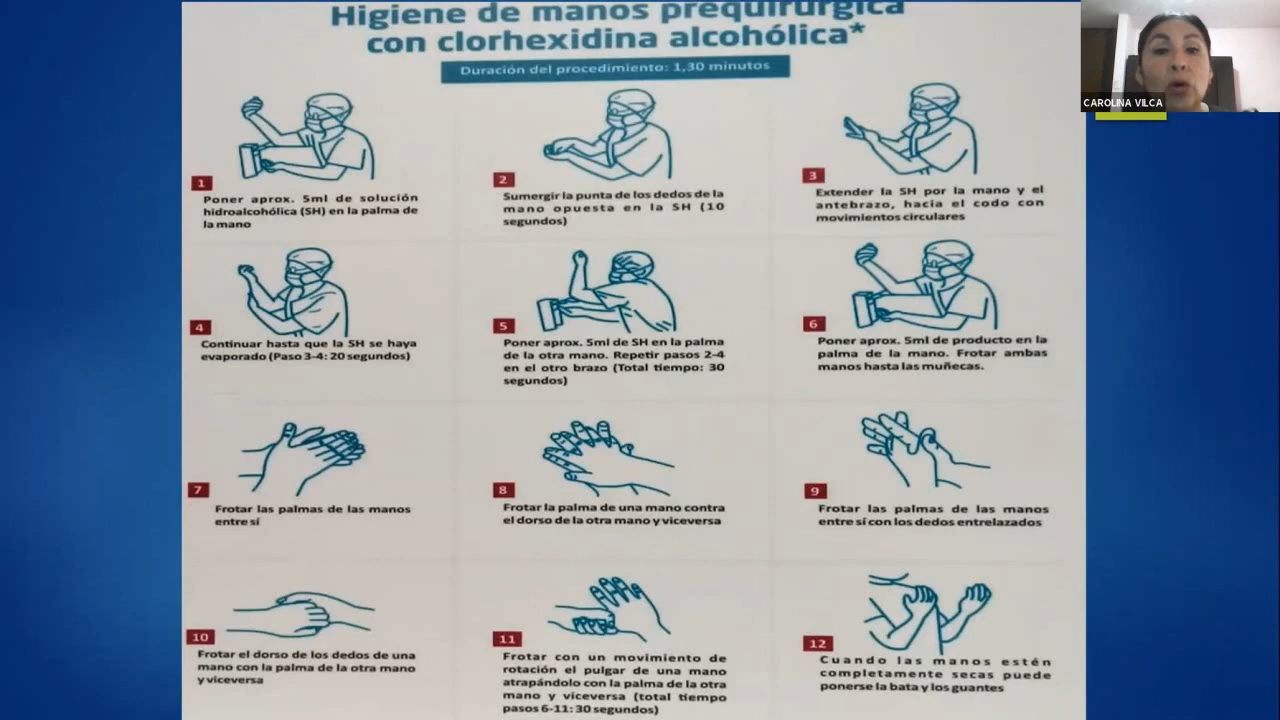 Higiene de manos prequirúrgica
con clorhexidina alcohólica*
Duración del procedimiento: 1,30 minutos
CAROLINA VILCA
1
Poner aprox. 5ml de solución
hidroalcohólica (SH) en la palma de
la mano
2
Sumergir la punta de los dedos de la
mano opuesta en la SH (10
segundos)
3
Extender la SH por la mano y el
antebrazo, hacia el codo con
movimientos circulares
4
Continuar hasta que la SH se haya
evaporado (Paso 3-4: 20 segundos)
5
Poner aprox. 5ml de SH en la palma
de la otra mano. Repetir pasos 2-4
en el otro brazo (Total tiempo: 30
segundos)
6
Poner aprox. 5ml de producto en la
palma de la mano. Frotar ambas
manos hasta las muñecas.
7
Frotar las palmas de las manos
entre sí
8
Frotar la palma de una mano contra
el dorso de la otra mano y viceversa
9
Frotar las palmas de las manos
entre sí con los dedos entrelazados
10
Frotar el dorso de los dedos de una
mano con la palma de la otra mano
y viceversa
11
Frotar con un movimiento de
rotación el pulgar de una mano
atrapándolo con la palma de la otra
mano y viceversa (total tiempo
pasos 6-11: 30 segundos)
12
Cuando las manos estén
completamente secas puede
ponerse la bata y los guantes